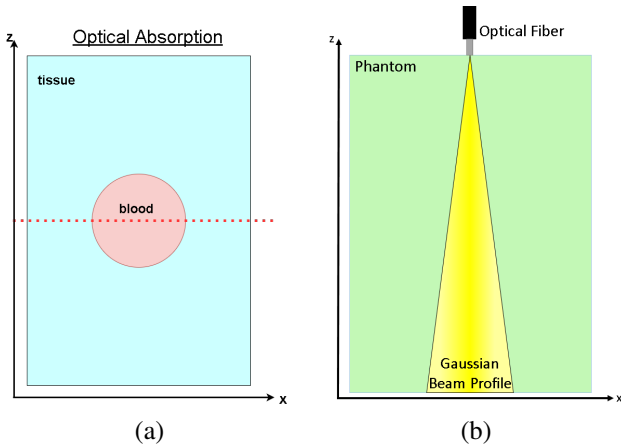 z
Optical Absorption
tissue
blood
x
(a)
z
Optical Fiber
Phantom
Gaussian
Beam Profile
x
(b)